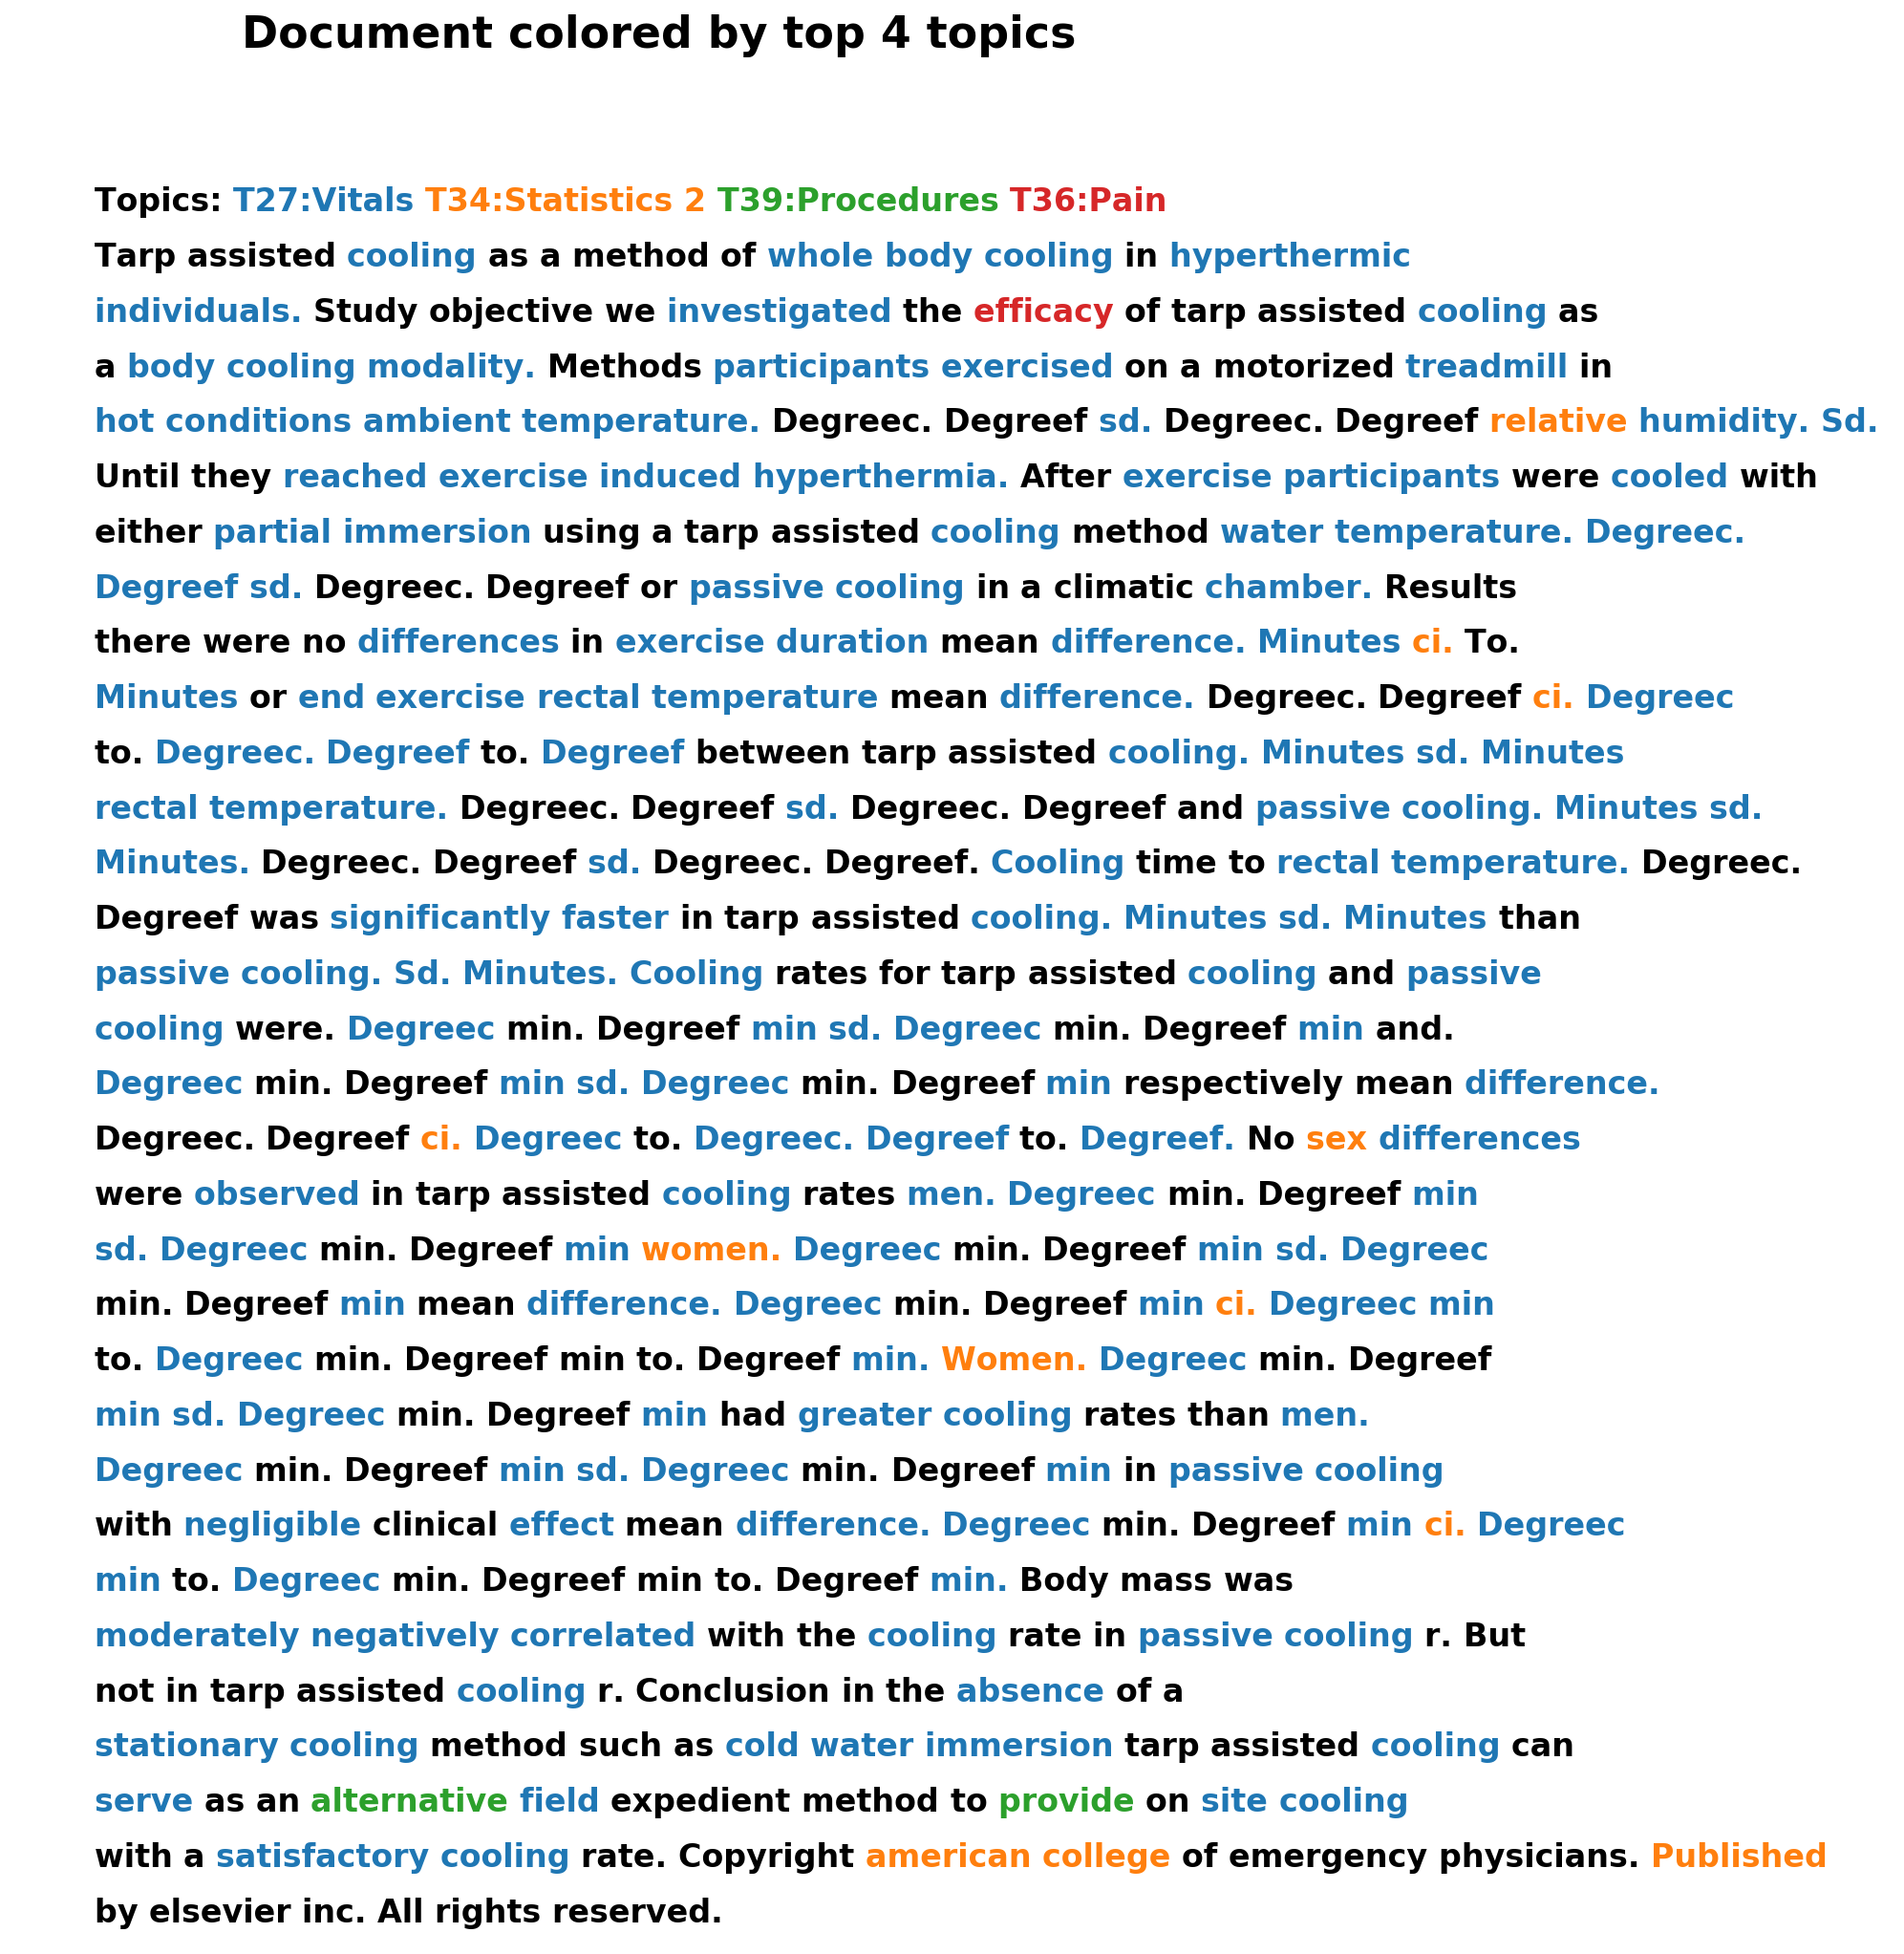 Document colored by top 4 topics
Topics: T27:Vitals T34:Statistics 2 T39:Procedures T36:Pain
Tarp assisted cooling as a method of whole body cooling in hyperthermic
individuals. Study objective we investigated the efficacy of tarp assisted cooling as
a body cooling modality. Methods participants exercised on a motorized treadmill in
hot conditions ambient temperature. Degreec. Degreef sd. Degreec. Degreef relative humidity. Sd.
Until they reached exercise induced hyperthermia. After exercise participants were cooled with
either partial immersion using a tarp assisted cooling method water temperature. Degreec.
Degreef sd. Degreec. Degreef or passive cooling in a climatic chamber. Results
there were no differences in exercise duration mean difference. Minutes ci. To.
Minutes or end exercise rectal temperature mean difference. Degreec. Degreef ci. Degreec
to. Degreec. Degreef to. Degreef between tarp assisted cooling. Minutes sd. Minutes
rectal temperature. Degreec. Degreef sd. Degreec. Degreef and passive cooling. Minutes sd.
Minutes. Degreec. Degreef sd. Degreec. Degreef. Cooling time to rectal temperature. Degreec.
Degreef was significantly faster in tarp assisted cooling. Minutes sd. Minutes than
passive cooling. Sd. Minutes. Cooling rates for tarp assisted cooling and passive
cooling were. Degreec min. Degreef min sd. Degreec min. Degreef min and.
Degreec min. Degreef min sd. Degreec min. Degreef min respectively mean difference.
Degreec. Degreef ci. Degreec to. Degreec. Degreef to. Degreef. No sex differences
were observed in tarp assisted cooling rates men. Degreec min. Degreef min
sd. Degreec min. Degreef min women. Degreec min. Degreef min sd. Degreec
min. Degreef min mean difference. Degreec min. Degreef min ci. Degreec min
to. Degreec min. Degreef min to. Degreef min. Women. Degreec min. Degreef
min sd. Degreec min. Degreef min had greater cooling rates than men.
Degreec min. Degreef min sd. Degreec min. Degreef min in passive cooling
with negligible clinical effect mean difference. Degreec min. Degreef min ci. Degreec
min to. Degreec min. Degreef min to. Degreef min. Body mass was
moderately negatively correlated with the cooling rate in passive cooling r. But
not in tarp assisted cooling r. Conclusion in the absence of a
stationary cooling method such as cold water immersion tarp assisted cooling can
serve as an alternative field expedient method to provide on site cooling
with a satisfactory cooling rate. Copyright american college of emergency physicians. Published
by elsevier inc. All rights reserved.